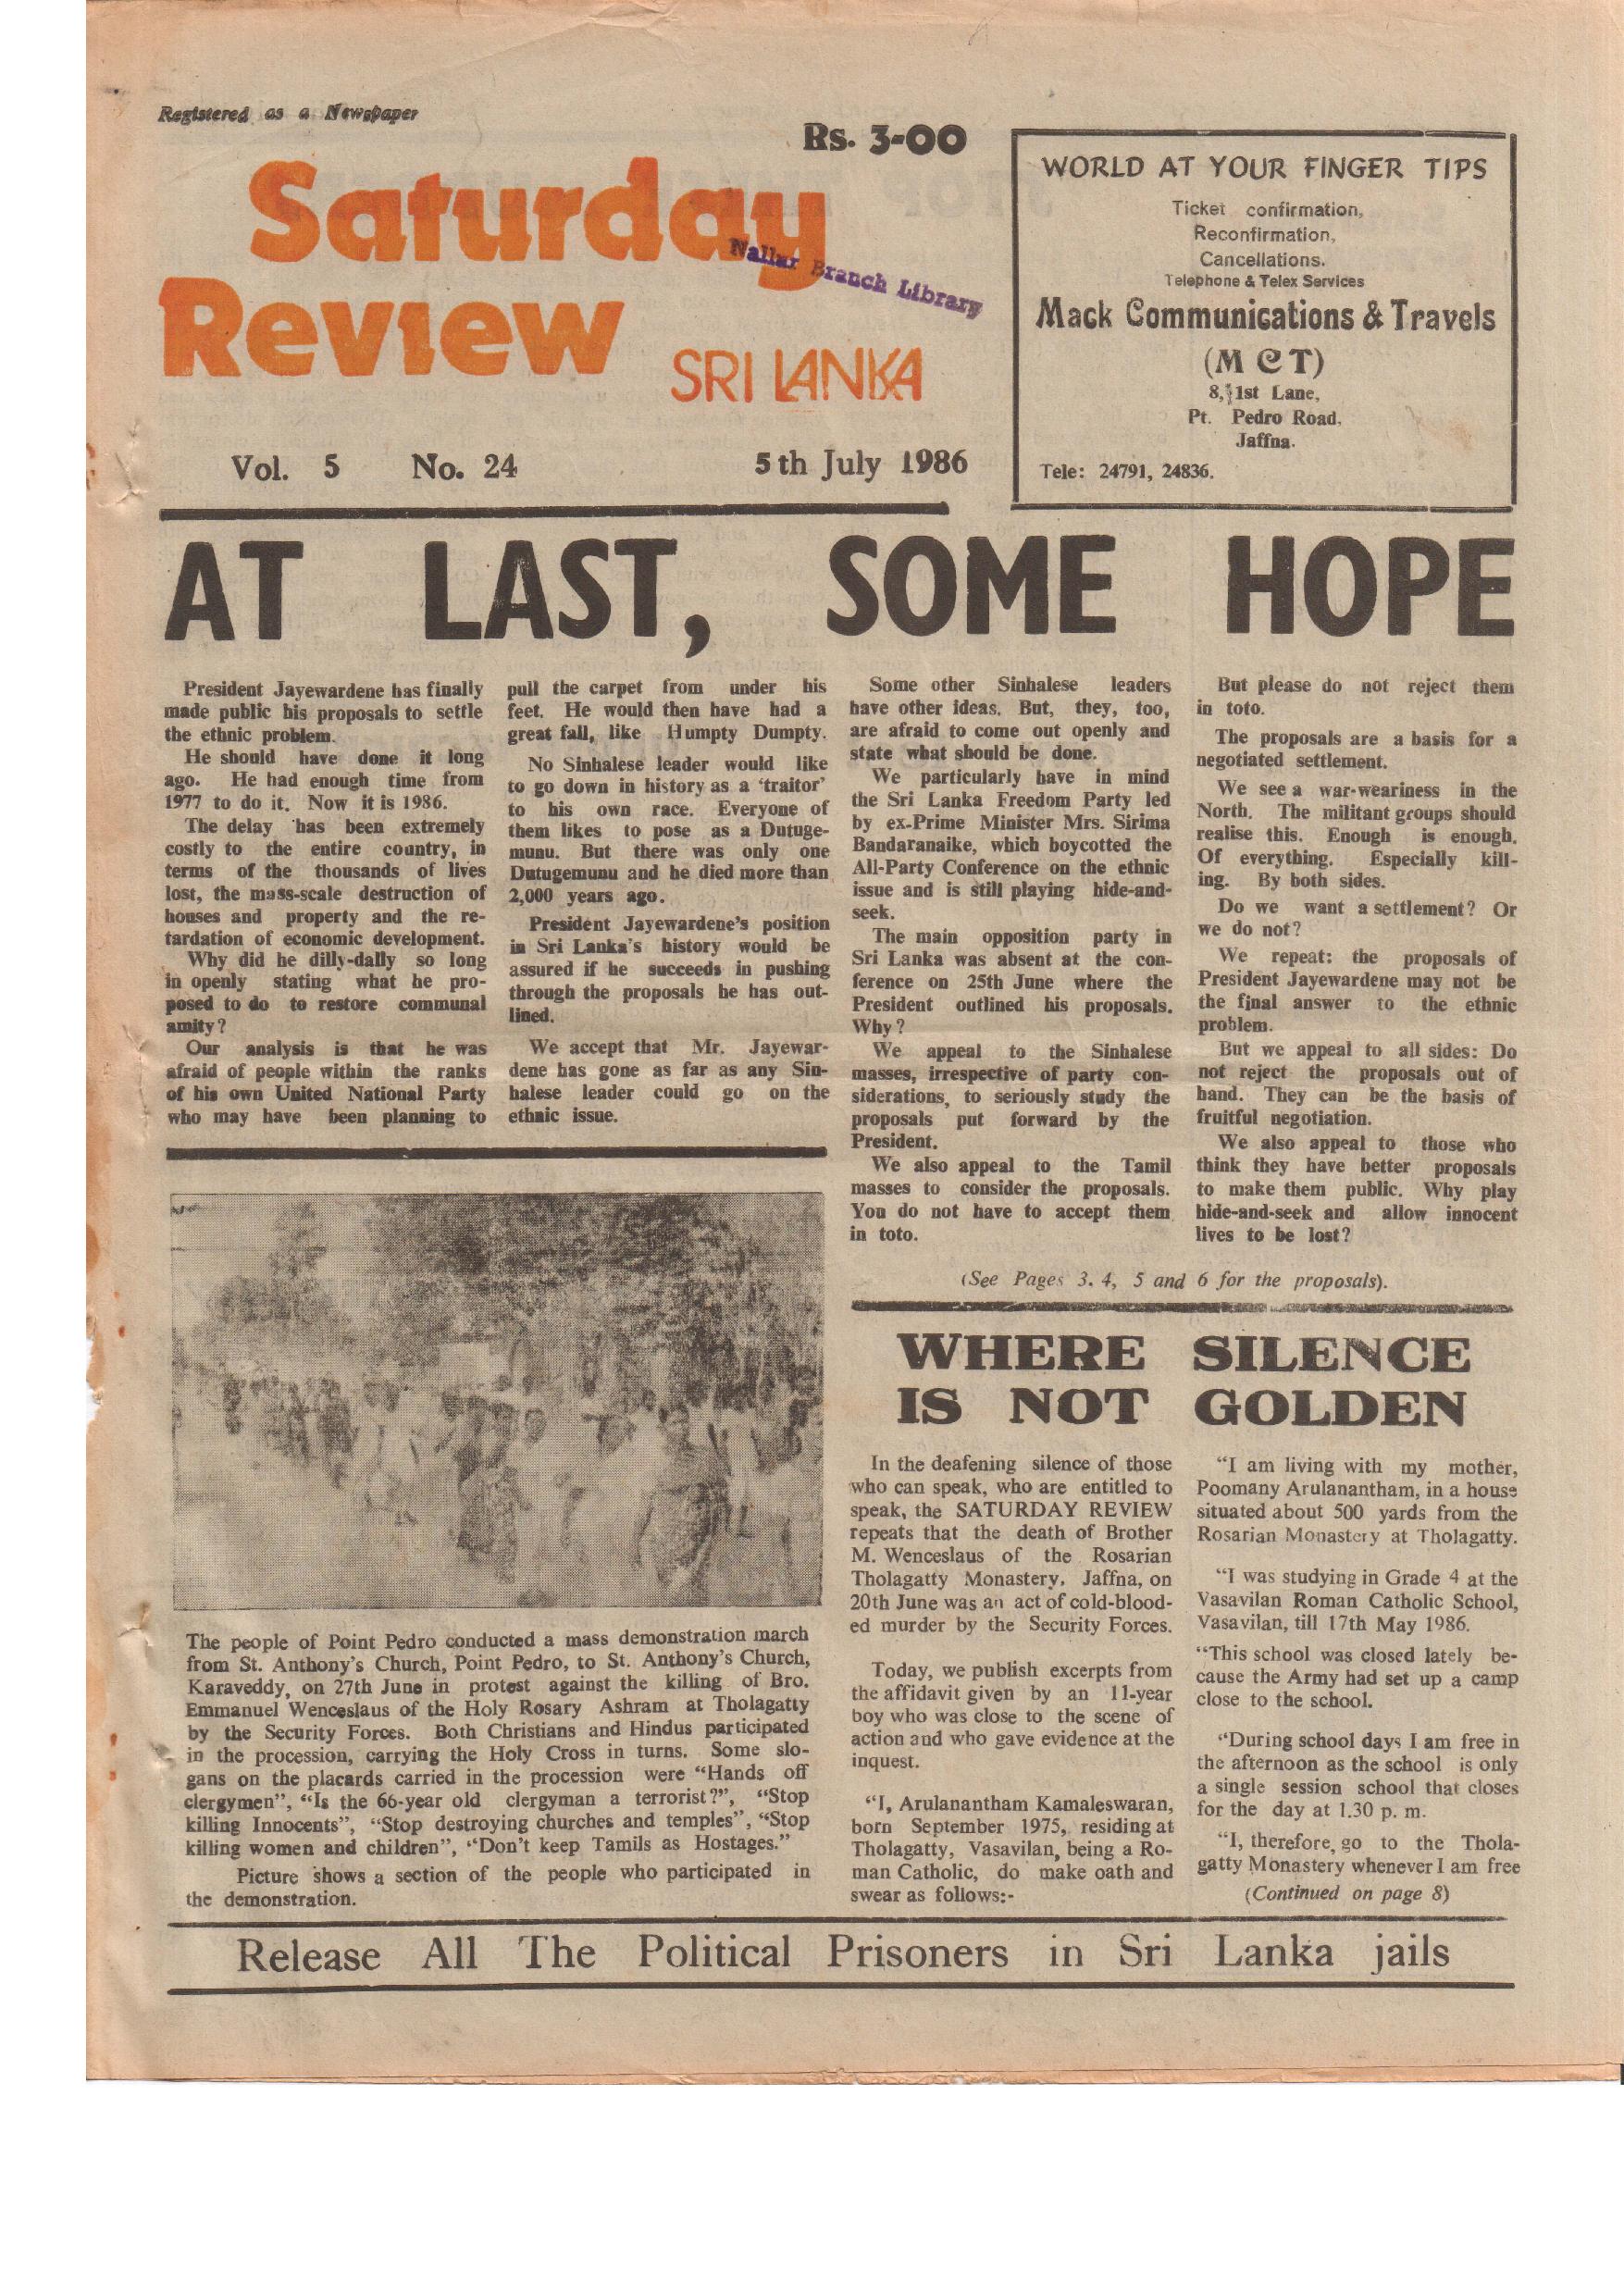 Registered as a Newspaper
Rs. 3-00
Saturday
Review
SRI LANKA
Nallur Branch Library
Vol. 5 No. 24 5th July 1986
WORLD AT YOUR FINGER TIPS
Ticket confirmation,
Reconfirmation,
Cancellations.
Telephone & Telex Services
Mack Communications & Travels
(M C T)
8, 1st Lane,
Pt. Pedro Road,
Jaffna.
Tele: 24791, 24836.
AT LAST, SOME HOPE
President Jayewardene has finally
made public his proposals to settle
the ethnic problem.
He should have done it long
ago. He had enough time from
1977 to do it. Now it is 1986.
The delay has been extremely
costly to the entire country, in
terms of the thousands of lives
lost, the mass-scale destruction of
houses and property and the re-
tardation of economic development.
Why did he dilly-dally so long
in openly stating what he pro-
posed to do to restore communal
amity?
Our analysis is that he was
afraid of people within the ranks
of his own United National Party
who may have been planning to
pull the carpet from under his
feet. He would then have had a
great fall, like Humpty Dumpty.
No Sinhalese leader would like
to go down in history as a ‘traitor’
to his own race. Everyone of
them likes to pose as a Dutuge-
munu. But there was only one
Dutugemunu and he died more than
2,000 years ago.
President Jayewardene's position
in Sri Lanka's history would be
assured if he succeeds in pushing
through the proposals he has out-
lined.
We accept that Mr. Jayewar-
dene has gone as far as any Sin-
halese leader could go on the
ethnic issue.
Some other Sinhalese leaders
have other ideas. But, they, too,
are afraid to come out openly and
state what should be done.
We particularly have in mind
the Sri Lanka Freedom Party led
by ex-Prime Minister Mrs. Sirima
Bandaranaike, which boycotted the
All-Party Conference on the ethnic
issue and is still playing hide-and-
seek.
The main opposition party in
Sri Lanka was absent at the con-
ference on 25th June where the
President outlined his proposals.
Why?
We appeal to the Sinhalese
masses, irrespective of party con-
siderations, to seriously study the
proposals put forward by the
President.
We also appeal to the Tamil
masses to consider the proposals.
You do not have to accept them
in toto.
But please do not reject them
in toto.
The proposals are a basis for a
negotiated settlement.
We see a war-weariness in the
North. The militant groups should
realise this. Enough is enough.
Of everything. Especially kill-
ing. By both sides.
Do we want a settlement? Or
we do not?
We repeat: the proposals of
President Jayewardene may not be
the final answer to the ethnic
problem.
But we appeal to all sides: Do
not reject the proposals out of
hand. They can be the basis of
fruitful negotiation.
We also appeal to those who
think they have better proposals
to make them public. Why play
hide-and-seek and allow innocent
lives to be lost?
(See Pages 3. 4, 5 and 6 for the proposals).
The people of Point Pedro conducted a mass demonstration march
from St. Anthony's Church, Point Pedro, to St. Anthony's Church,
Karaveddy, on 27th June in protest against the killing of Bro.
Emmanuel Wenceslaus of the Holy Rosary Ashram at Tholagatty
by the Security Forces. Both Christians and Hindus participated
in the procession, carrying the Holy Cross in turns. Some slo-
gans on the placards carried in the procession were “Hands off
clergymen”, “Is the 66-year old clergyman a terrorist?”, “Stop
killing Innocents”, “Stop destroying churches and temples”, “Stop
killing women and children”, “Don't keep Tamils as Hostages.”
Picture shows a section of the people who participated in
the demonstration.
WHERE SILENCE
IS NOT GOLDEN
In the deafening silence of those
who can speak, who are entitled to
speak, the SATURDAY REVIEW
repeats that the death of Brother
M. Wenceslaus of the Rosarian
Tholagatty Monastery, Jaffna, on
20th June was an act of cold-blood-
ed murder by the Security Forces.
Today, we publish excerpts from
the affidavit given by an 11-year
boy who was close to the scene of
action and who gave evidence at the
inquest.
“I, Arulanantham Kamaleswaran,
born September 1975, residing at
Tholagatty, Vasavilan, being a Ro-
man Catholic, do make oath and
swear as follows:-
“I am living with my mother,
Poomany Arulanantham, in a house
situated about 500 yards from the
Rosarian Monastery at Tholagatty.
“I was studying in Grade 4 at the
Vasavilan Roman Catholic School,
Vasavilan, till 17th May 1986.
“This school was closed lately be-
cause the Army had set up a camp
close to the school.
“During school days I am free in
the afternoon as the school is only
a single session school that closes
for the day at 1.30 p. m.
“I, therefore, go to the Thola-
gatty Monastery whenever I am free
(Continued on page 8)
Release All The Political Prisoners in Sri Lanka jails